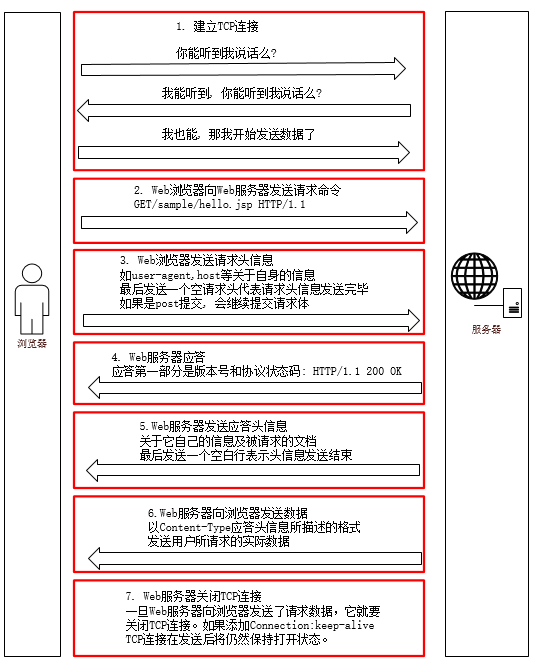 1. 建立TCP连接
你能听到我说话么?
我能听到, 你能听到我说话么?
我也能, 那我开始发送数据了
2. Web浏览器向Web服务器发送请求命令
GET/sample/hello.jsp HTTP/1.1
3. Web浏览器发送请求头信息
如user-agent,host等关于自身的信息
最后发送一个空请求头代表请求头信息发送完毕
如果是post提交, 会继续提交请求体
浏览器
服务器
4. Web服务器应答
应答第一部分是版本号和协议状态码: HTTP/1.1 200 OK
5.Web服务器发送应答头信息
关于它自己的信息及被请求的文档
最后发送一个空白行表示头信息发送结束
6.Web服务器向浏览器发送数据
以Content-Type应答头信息所描述的格式
发送用户所请求的实际数据
7. Web服务器关闭TCP连接
一旦Web服务器向浏览器发送了请求数据，它就要
关闭TCP连接。如果添加Connection:keep-alive
TCP连接在发送后将仍然保持打开状态。